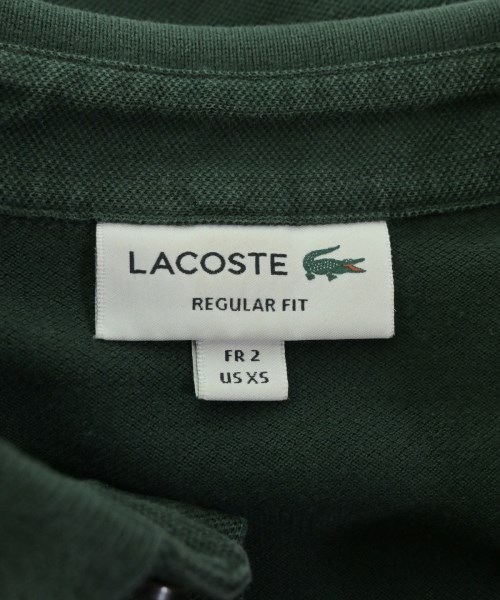 LACOSTE
REGULAR FIT
FR 2
US XS